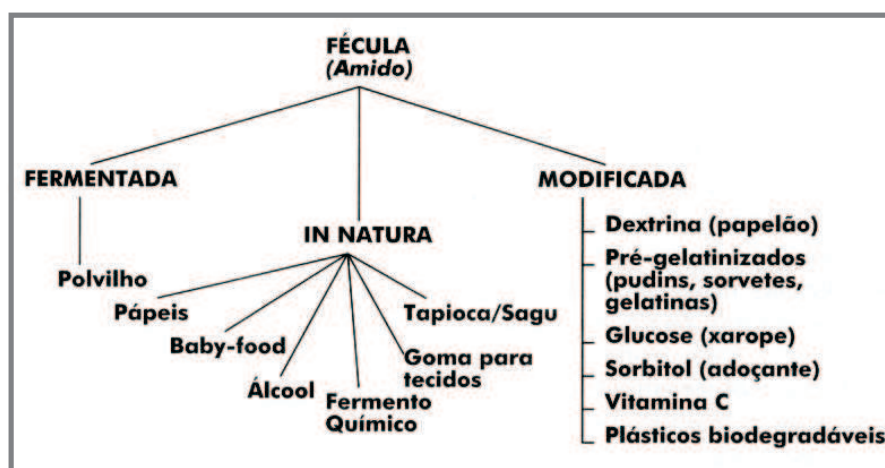 FÉCULA
(Amido)
FERMENTADA
MODIFICADA
IN NATURA
Polvilho
Pápeis
Baby-food
Álcool
Fermento
Químico
Goma para
tecidos
Tapioca/Sagu
Dextrina (papelão)
Pré-gelatinizados
(pudins, sorvetes,
gelatinas)
Glucose (xarope)
Sorbitol (adoçante)
Vitamina C
Plásticos biodegradáveis